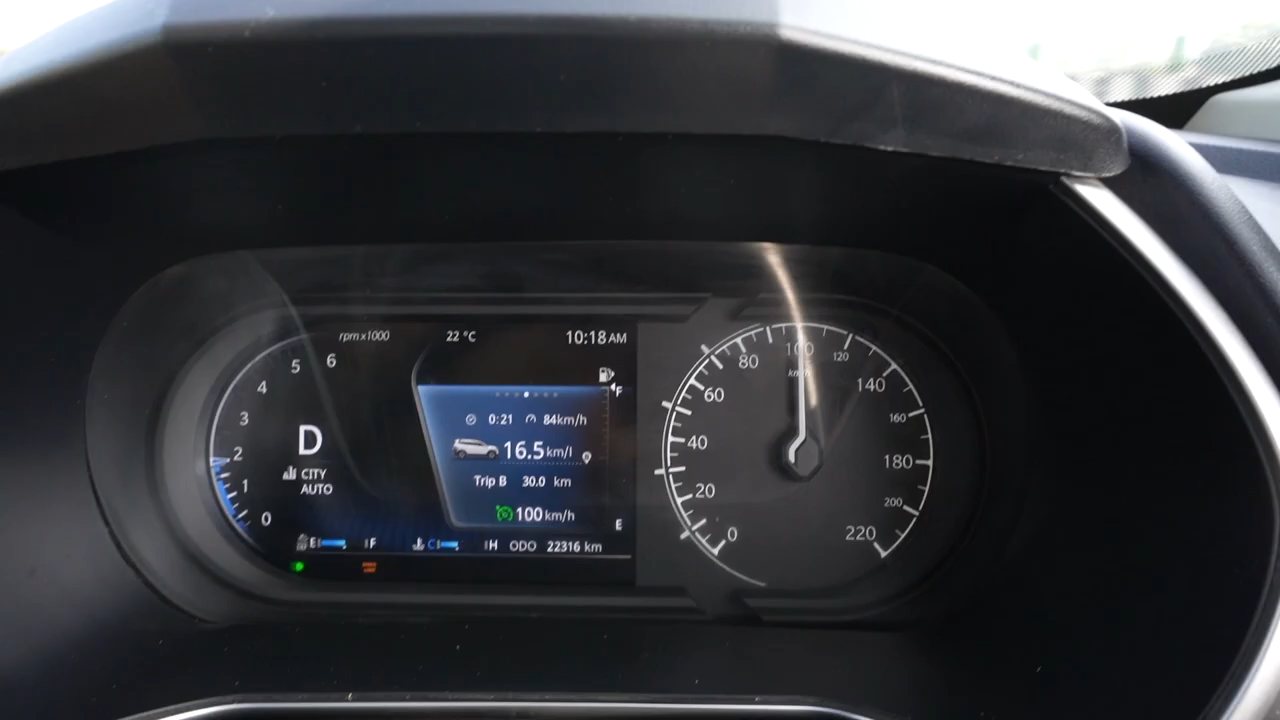 rpm x1000
22 °C
10:18 AM
6
5
4
3
2
1
0
D
CITY
AUTO
F
0:21
84km/h
16.5 km/l
Trip B 30.0 km
100 km/h
E
E F
C H
ODO 22316 km
0
20
40
60
80
100
120
140
160
180
200
220
km/h